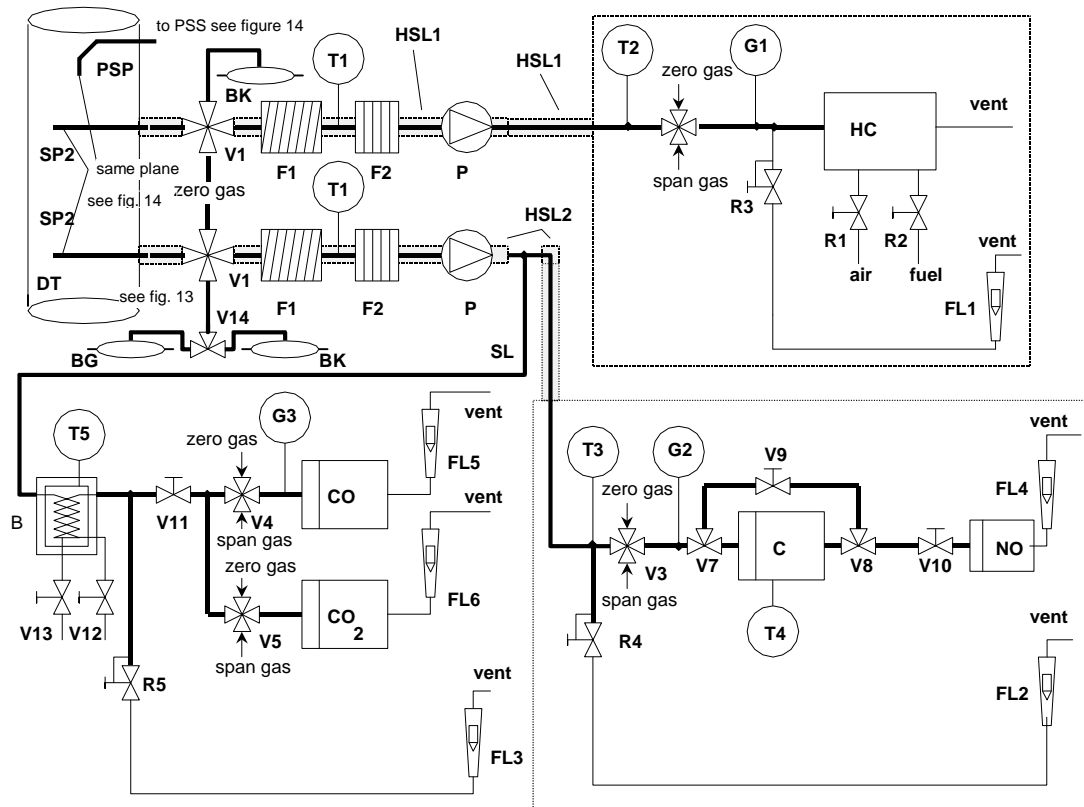 to PSS see figure 14
PSP
BK
T1
HSL1
HSL1
T2
zero gas
G1
vent
HC
SP2
same plane
V1
F1
F2
P
span gas
R3
R1
R2
air
fuel
zero gas
see fig. 14
T1
SP2
HSL2
vent
DT
see fig. 13
V1
F1
F2
P
FL1
V14
BG
BK
SL
T5
zero gas
G3
vent
FL5
CO
vent
B
V11
V4
span gas
zero gas
FL6
CO2
V13
V12
V5
span gas
R5
vent
FL3
T3
zero gas
G2
V9
vent
FL4
C
NO
V3
V7
V8
V10
span gas
R4
T4
vent
FL2